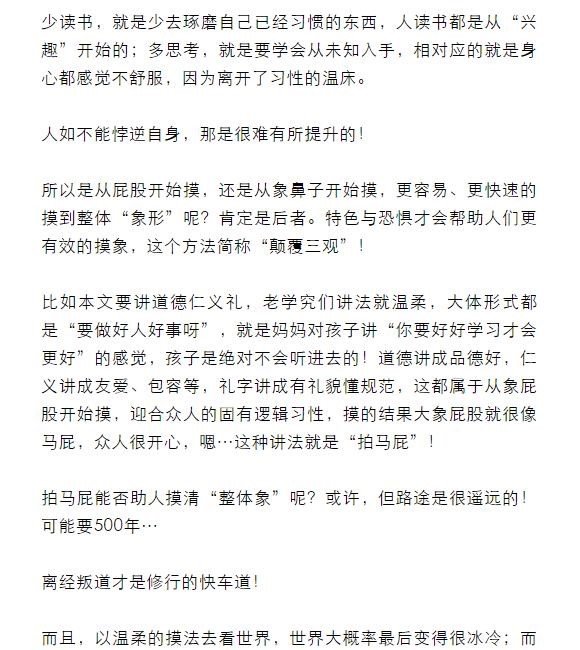 少读书，就是少去琢磨自己已经习惯的东西，人读书都是从“兴
趣”开始的；多思考，就是要学会从未知入手，相对应的就是身
心都感觉不舒服，因为离开了习性的温床。
人如不能悖逆自身，那是很难有所提升的！
所以是从屁股开始摸，还是从象鼻子开始摸，更容易、更快速的
摸到整体“象形”呢？肯定是后者。特色与恐惧才会帮助人们更
有效的摸象，这个方法简称“颠覆三观”！
比如本文要讲道德仁义礼，老学究们讲法就温柔，大体形式都
是“要做好人好事呀”，就是妈妈对孩子讲“你要好好学习才会
更好”的感觉，孩子是绝对不会听进去的！道德讲成品德好，仁
义讲成友爱、包容等，礼字讲成有礼貌懂规范，这都属于从象屁
股开始摸，迎合众人的固有逻辑习性，摸的结果大象屁股就很像
马屁，众人很开心，嗯…这种讲法就是“拍马屁”！
拍马屁能否助人摸清“整体象”呢？或许，但路途是很遥远的！
可能要500年…
离经叛道才是修行的快车道！
而且，以温柔的摸法去看世界，世界大概率最后变得很冰冷；而